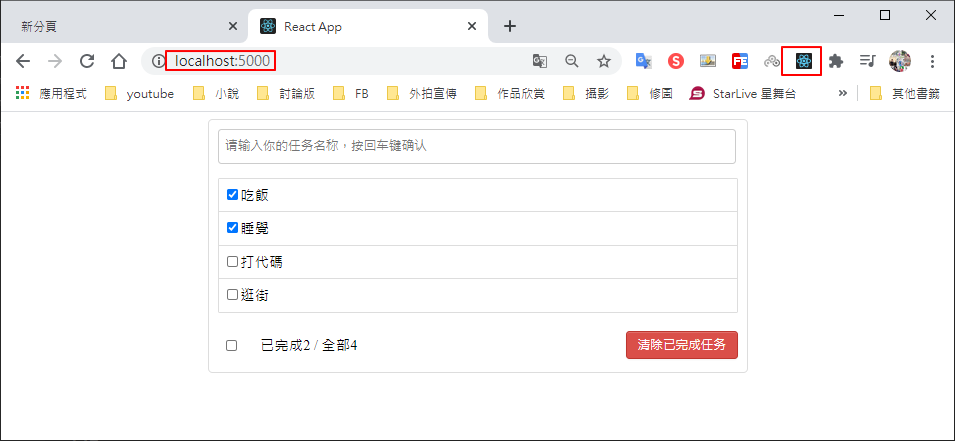 新分頁
React App
localhost:5000
應用程式 youtube 小說 討論版 FB 外拍宣傳 作品欣賞 攝影 修圖 StarLive 星舞台 » 其他書籤
请输入你的任务名称，按回车键确认
吃飯
睡覺
打代碼
逛街
已完成2 / 全部4
清除已完成任务